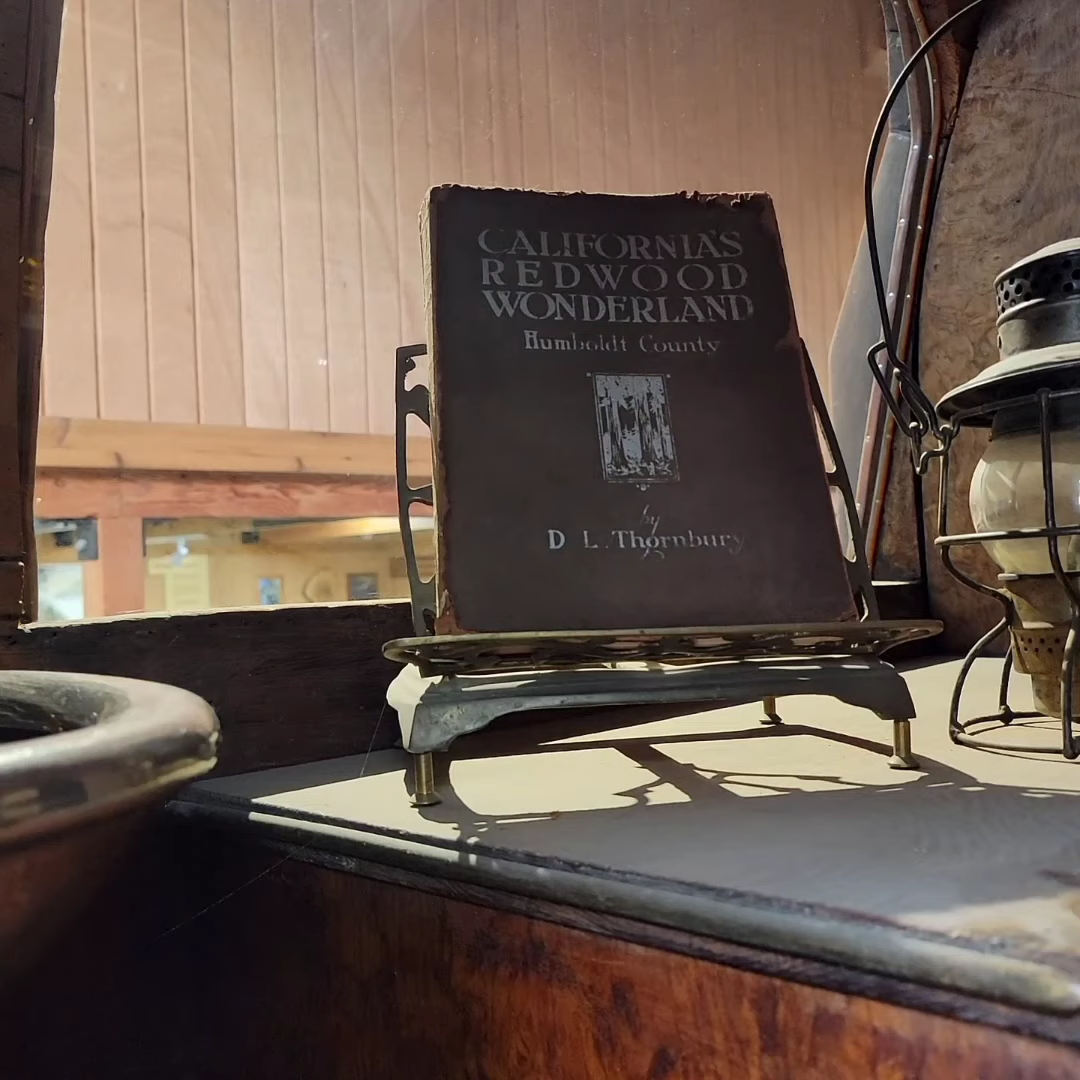 CALIFORNIA'S
REDWOOD
WONDERLAND
Humboldt County
by
D. L. Thornbury